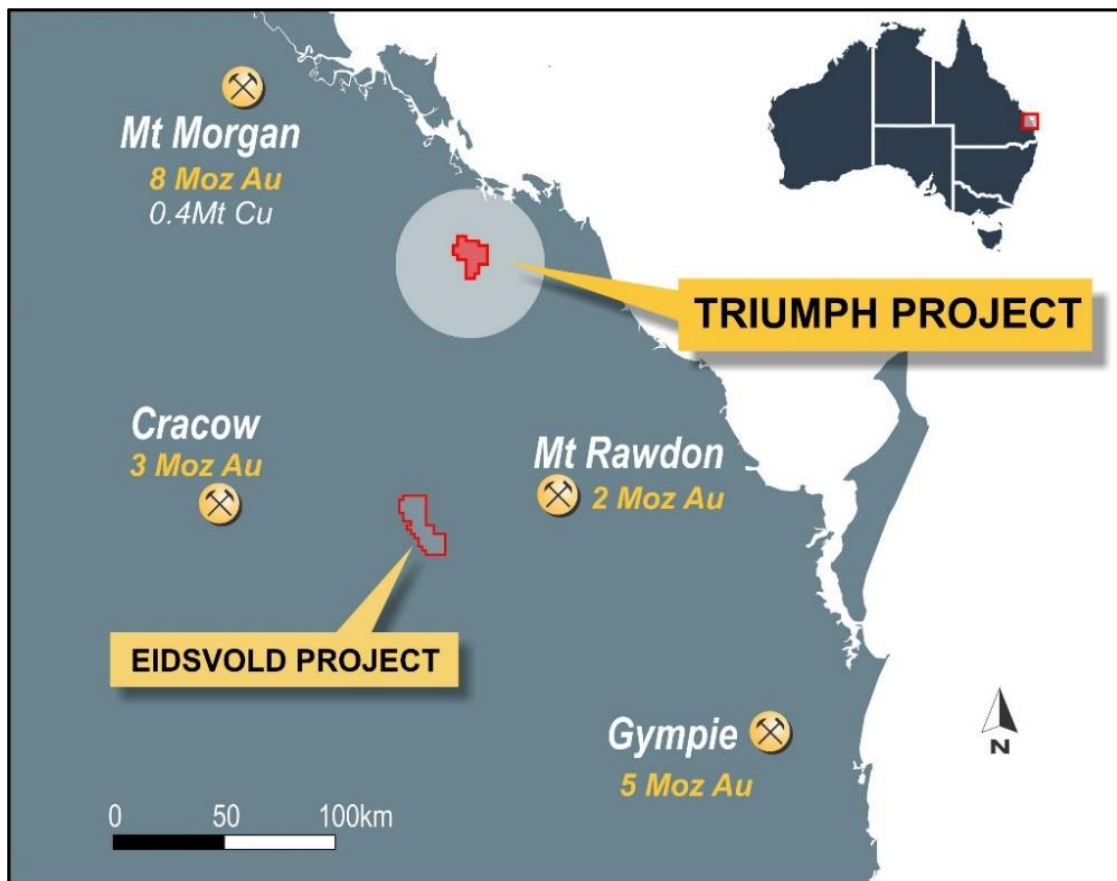 Mt Morgan
8 Moz Au
0.4Mt Cu
TRIUMPH PROJECT
Cracow
3 Moz Au
Mt Rawdon
2 Moz Au
EIDSVOLD PROJECT
Gympie
5 Moz Au
N
0 50 100km